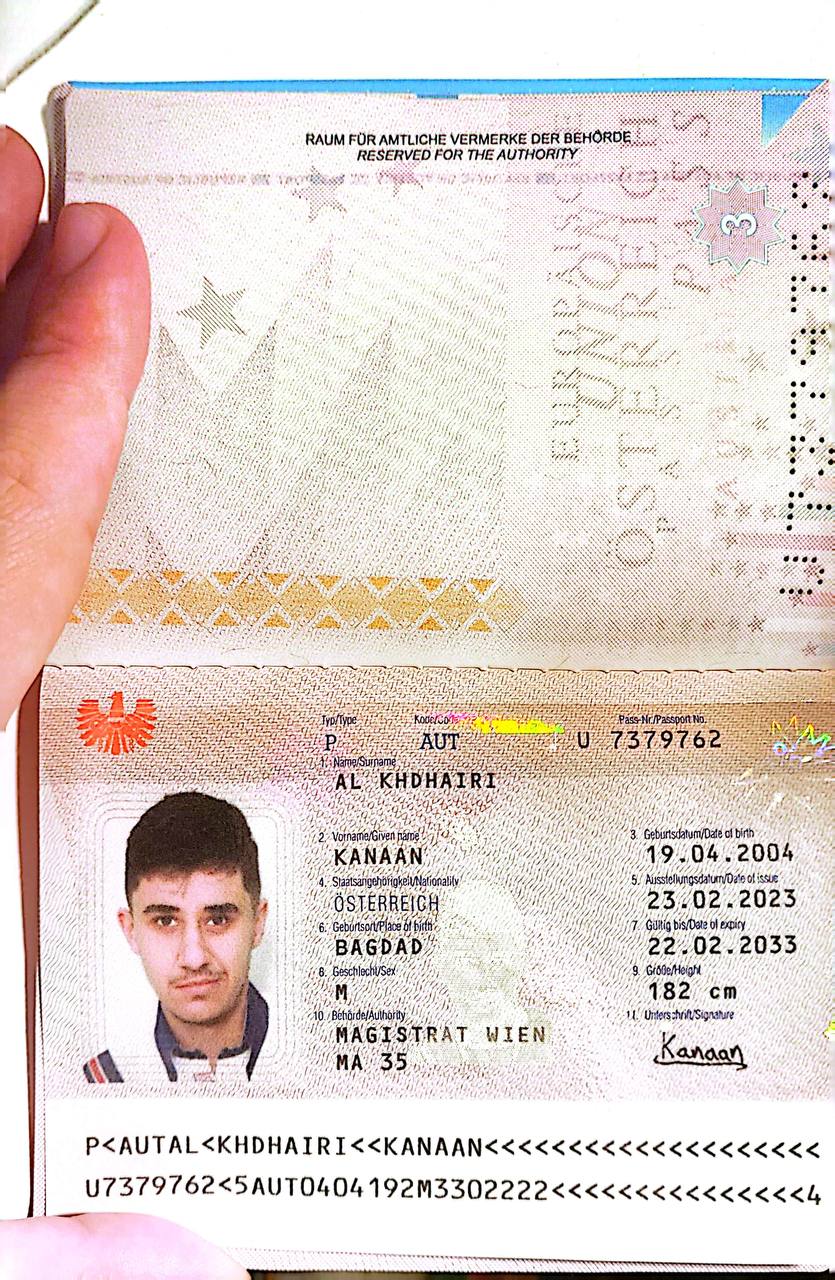 RAUM FÜR AMTLICHE VERMERKE DER BEHÖRDE
RESERVED FOR THE AUTHORITY
EUROPÄISCHE
UNION
ÖSTERREICH
PASS
3
Typ/Type Kode/Code Pass-Nr./Passport No.
P AUT U 7379762
1. Name/Surname
AL KHDHAIRI
2. Vorname/Given name 3. Geburtsdatum/Date of birth
KANAAN 19.04.2004
4. Staatsangehörigkeit/Nationality 5. Ausstellungsdatum/Date of issue
ÖSTERREICH 23.02.2023
6. Geburtsort/Place of birth 7. Gültig bis/Date of expiry
BAGDAD 22.02.2033
8. Geschlecht/Sex 9. Größe/Height
M 182 cm
10. Behörde/Authority 11. Unterschrift/Signature
MAGISTRAT WIEN Kanaan
MA 35
P<AUTAL<KHDHAIRI<<KANAAN<<<<<<<<<<<<<<<<<<<<
U7379762<5AUT0404192M3302222<<<<<<<<<<<<<<<4